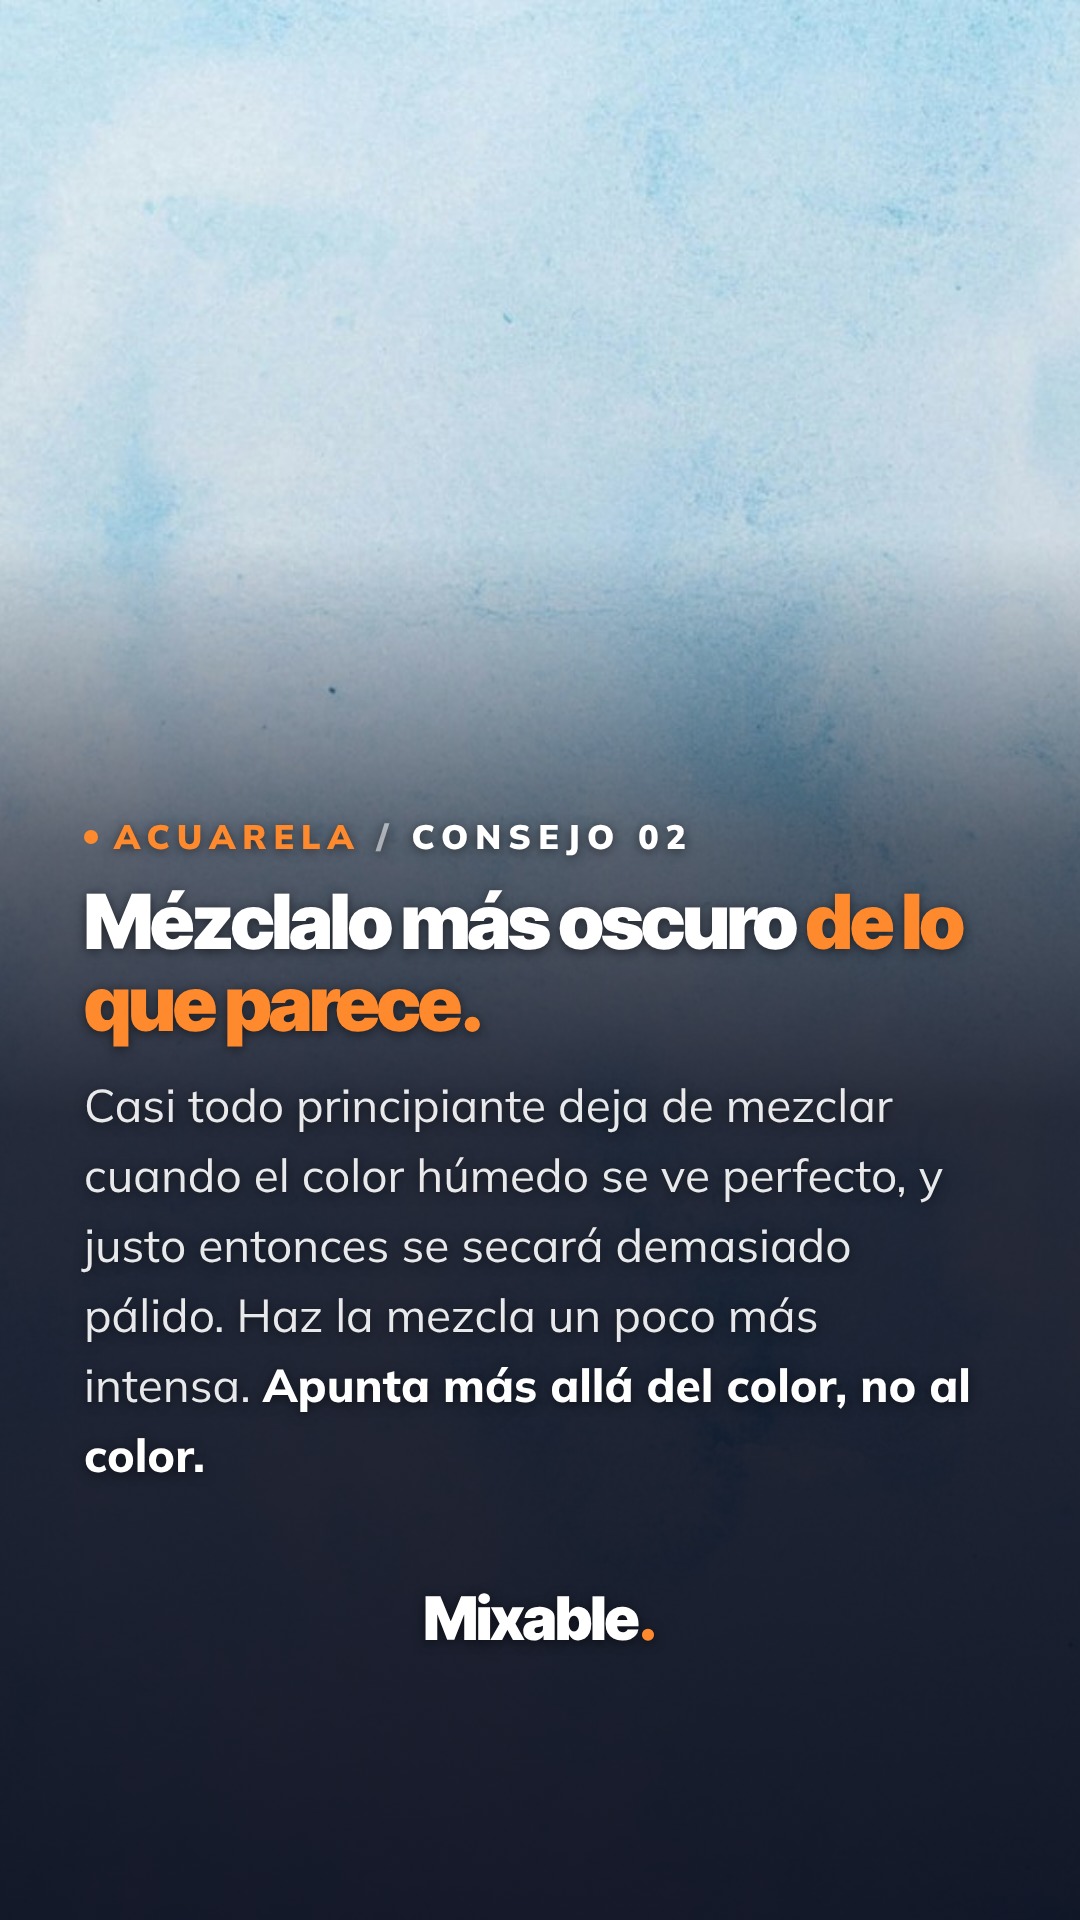 • ACUARELA / CONSEJO 02
Mézclalo más oscuro de lo
que parece.
Casi todo principiante deja de mezclar
cuando el color húmedo se ve perfecto, y
justo entonces se secará demasiado
pálido. Haz la mezcla un poco más
intensa. Apunta más allá del color, no al
color.
Mixable.